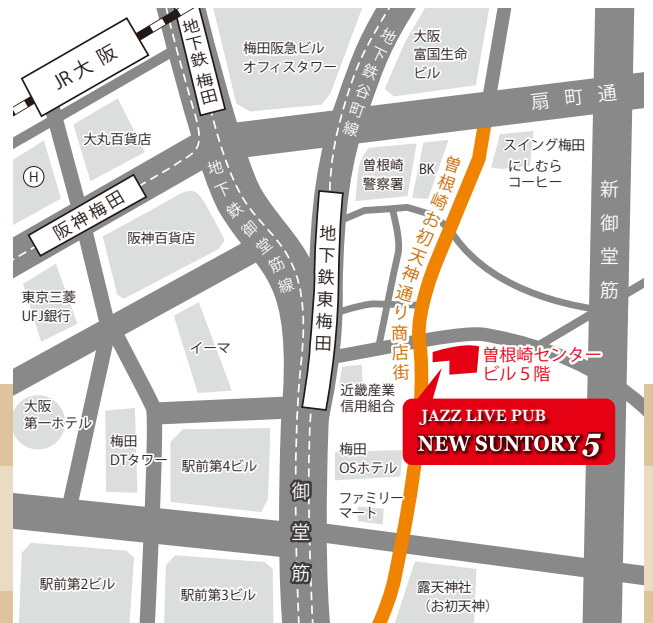 JR大阪
地下鉄梅田
梅田阪急ビル
オフィスタワー
地下鉄谷町線
大阪
富国生命
ビル
扇町通
大丸百貨店
H
阪神梅田
阪神百貨店
地下鉄御堂筋線
地下鉄東梅田
曽根崎
警察署
BK
曽根崎お初天神通り商店街
スイング梅田
にしむら
コーヒー
新御堂筋
東京三菱
UFJ銀行
イーマ
曽根崎センター
ビル5階
近畿産業
信用組合
JAZZ LIVE PUB
NEW SUNTORY 5
大阪
第一ホテル
梅田
DTタワー
駅前第4ビル
梅田
OSホテル
ファミリー
マート
御堂筋
駅前第2ビル
駅前第3ビル
露天神社
（お初天神）